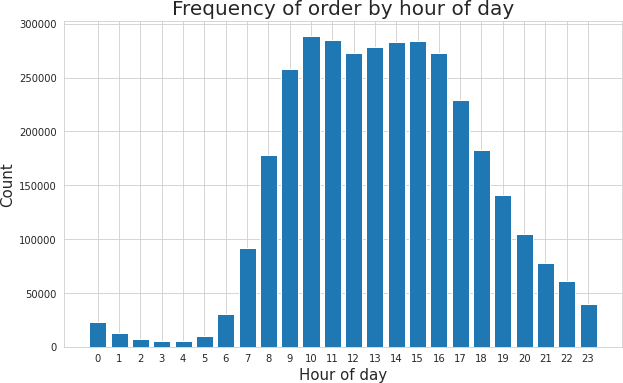 Frequency of order by hour of day
300000
250000
200000
150000
100000
50000
0
Count
0 1 2 3 4 5 6 7 8 9 10 11 12 13 14 15 16 17 18 19 20 21 22 23
Hour of day